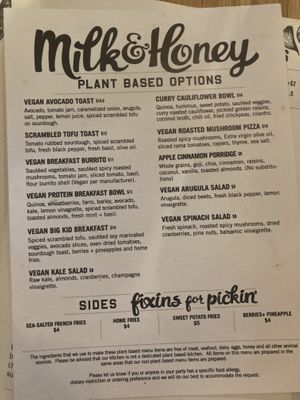 Milk & Honey
PLANT BASED OPTIONS
VEGAN AVOCADO TOAST
Avocado, tomato jam, caramelized onion, arugula,
salt, pepper, lemon juice, spiced scrambled tofu
on sourdough.
SCRAMBLED TOFU TOAST
Tomato rubbed sourdough, spiced scrambled
tofu, fresh black pepper, fresh basil, olive oil.
VEGAN BREAKFAST BURRITO
Sautéed vegetables, sautéed spicy roasted
mushrooms, tomato jam, sliced tomato, basil,
flour burrito shell (Vegan per manufacturer).
VEGAN PROTEIN BREAKFAST BOWL
Quinoa, wheatberries, farro, barley, avocado,
kale, lemon vinaigrette, spiced scrambled tofu,
toasted almonds, fresh mint + basil.
VEGAN BIG KID BREAKFAST $14
Spiced scrambled tofu, sautéed soy marinated
veggies, avocado slices, oven dried tomatoes,
sourdough toast, berries + pineapple and home
fries.
VEGAN KALE SALAD $8
Raw kale, almonds, cranberries, champagne
vinaigrette.
CURRY CAULIFLOWER BOWL
Quinoa, hummus, sweet potato, sautéed veggies,
curry roasted cauliflower, pickled golden raisins,
coconut broth, chili oil, fried chickpeas, cilantro.
VEGAN ROASTED MUSHROOM PIZZA
Roasted spicy mushrooms, Extra virgin olive oil,
sliced roma tomatoes, capers, thyme, sea salt.
APPLE CINNAMON PORRIDGE
Whole grains, goji, chia, cinnamon, raisins,
coconut, vanilla, toasted almonds. (No substitu-
tions)
VEGAN ARUGULA SALAD
Arugula, diced beets, fresh black pepper, lemon
vinaigrette.
VEGAN SPINACH SALAD
Fresh spinach, roasted spicy mushrooms, dried
cranberries, pine nuts, balsamic vinaigrette.
SIDES fixins for pickin'
SEA-SALTED FRENCH FRIES
$4
HOME FRIES
$4
SWEET POTATO FRIES
$5
BERRIES + PINEAPPLE
$4
The ingredients that we use to make these plant based menu items are free of meat, seafood, dairy, eggs, honey and all other animal
sources. Please be advised that our kitchen is not a dedicated plant based kitchen. All items on this menu are prepared in the
same areas that our non-plant based menu items are prepared.
Please let us know if you or anyone in your party has a specific food allergy,
dietary restriction or ordering preference and we will do our best to accommodate the request.